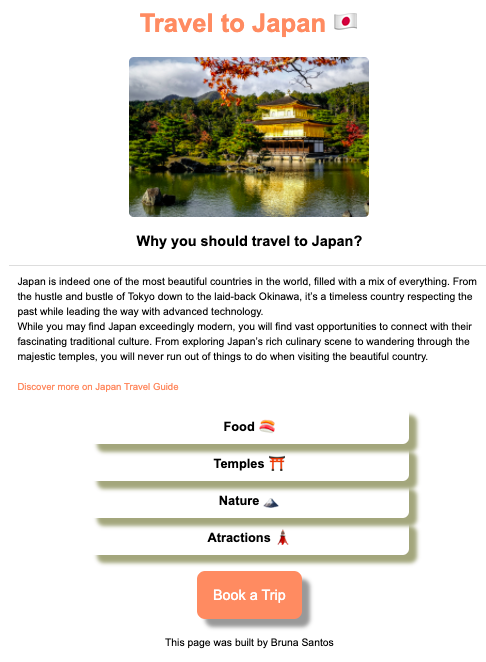 Travel to Japan 🇯🇵
Why you should travel to Japan?
Japan is indeed one of the most beautiful countries in the world, filled with a mix of everything. From
the hustle and bustle of Tokyo down to the laid-back Okinawa, it's a timeless country respecting the
past while leading the way with advanced technology.
While you may find Japan exceedingly modern, you will find vast opportunities to connect with their
fascinating traditional culture. From exploring Japan's rich culinary scene to wandering through the
majestic temples, you will never run out of things to do when visiting the beautiful country.
Discover more on Japan Travel Guide
Food 🍣
Temples ⛩️
Nature 🗻
Atractions 🗼
Book a Trip
This page was built by Bruna Santos